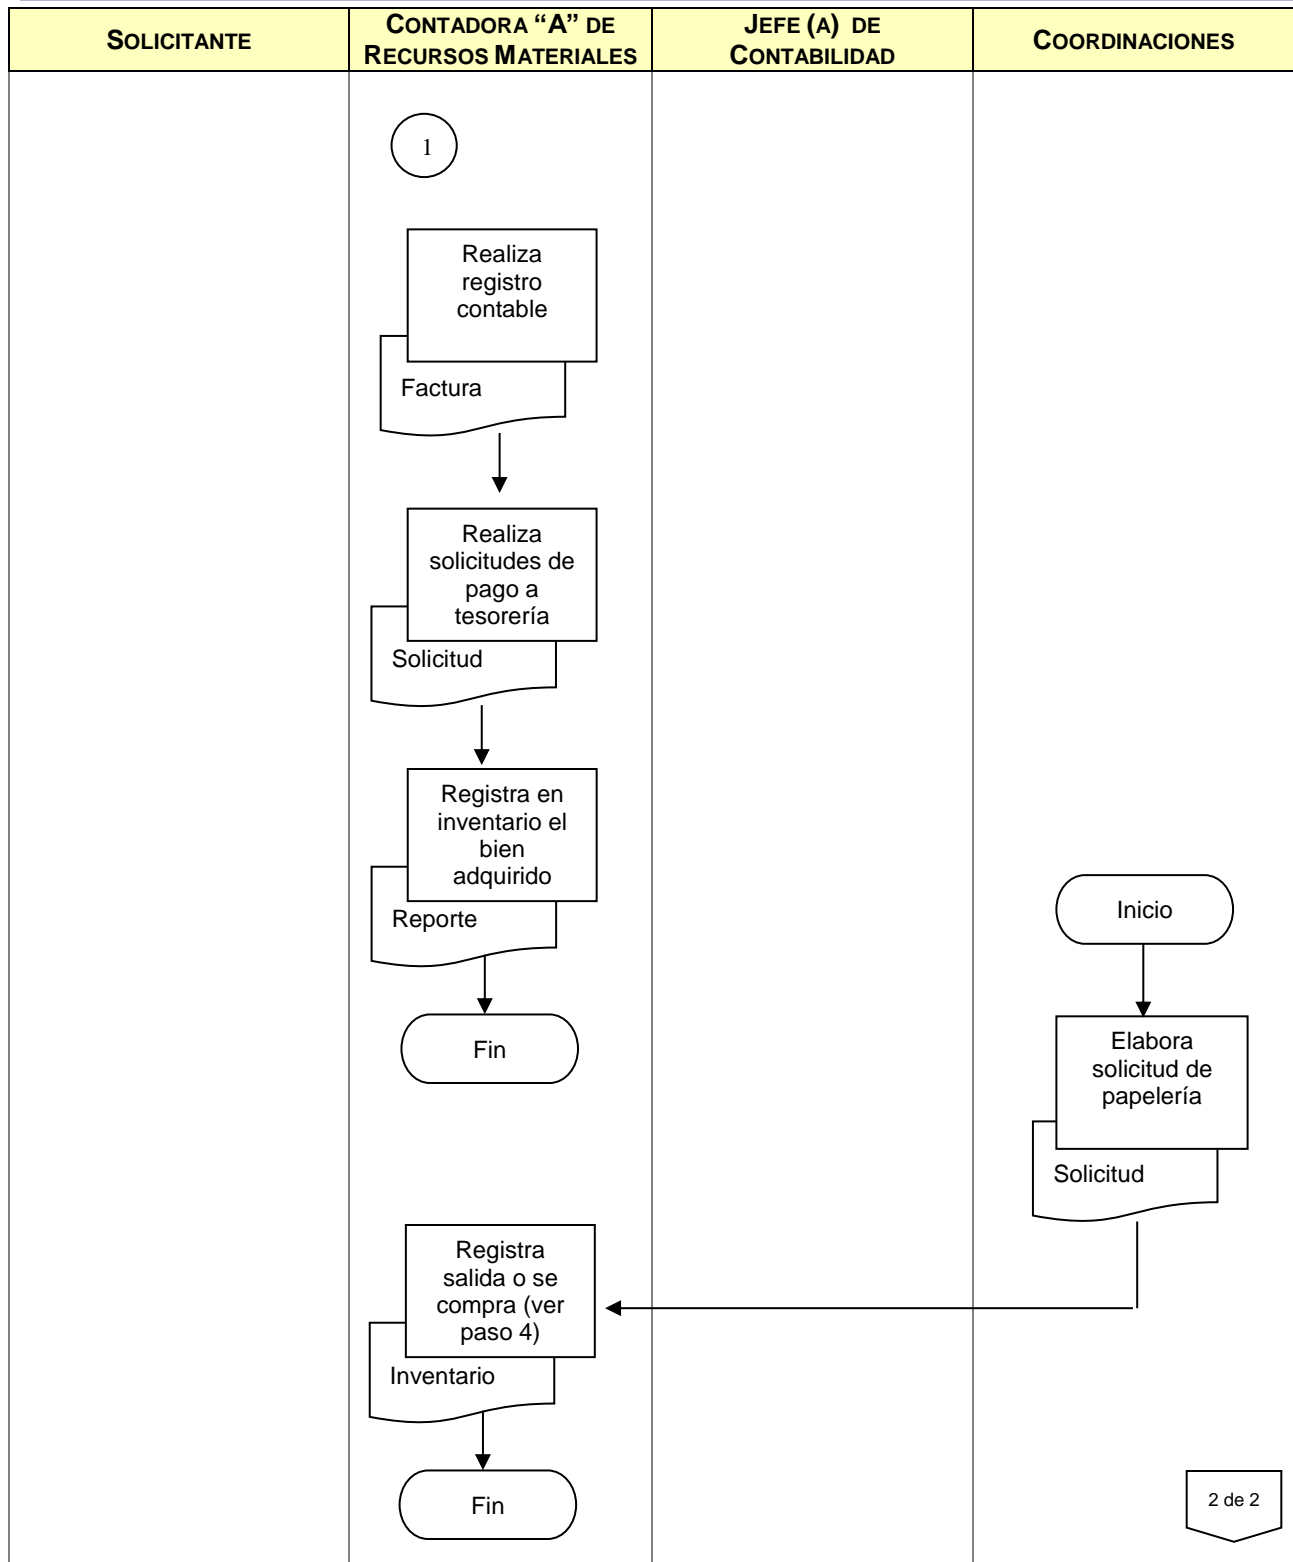 SOLICITANTE
CONTADORA “A” DE
RECURSOS MATERIALES
JEFE (A) DE
CONTABILIDAD
COORDINACIONES
1
Realiza
registro
contable
Factura
Realiza
solicitudes de
pago a
tesorería
Solicitud
Registra en
inventario el
bien
adquirido
Reporte
Fin
Inicio
Elabora
solicitud de
papelería
Solicitud
Registra
salida o se
compra (ver
paso 4)
Inventario
Fin
2 de 2